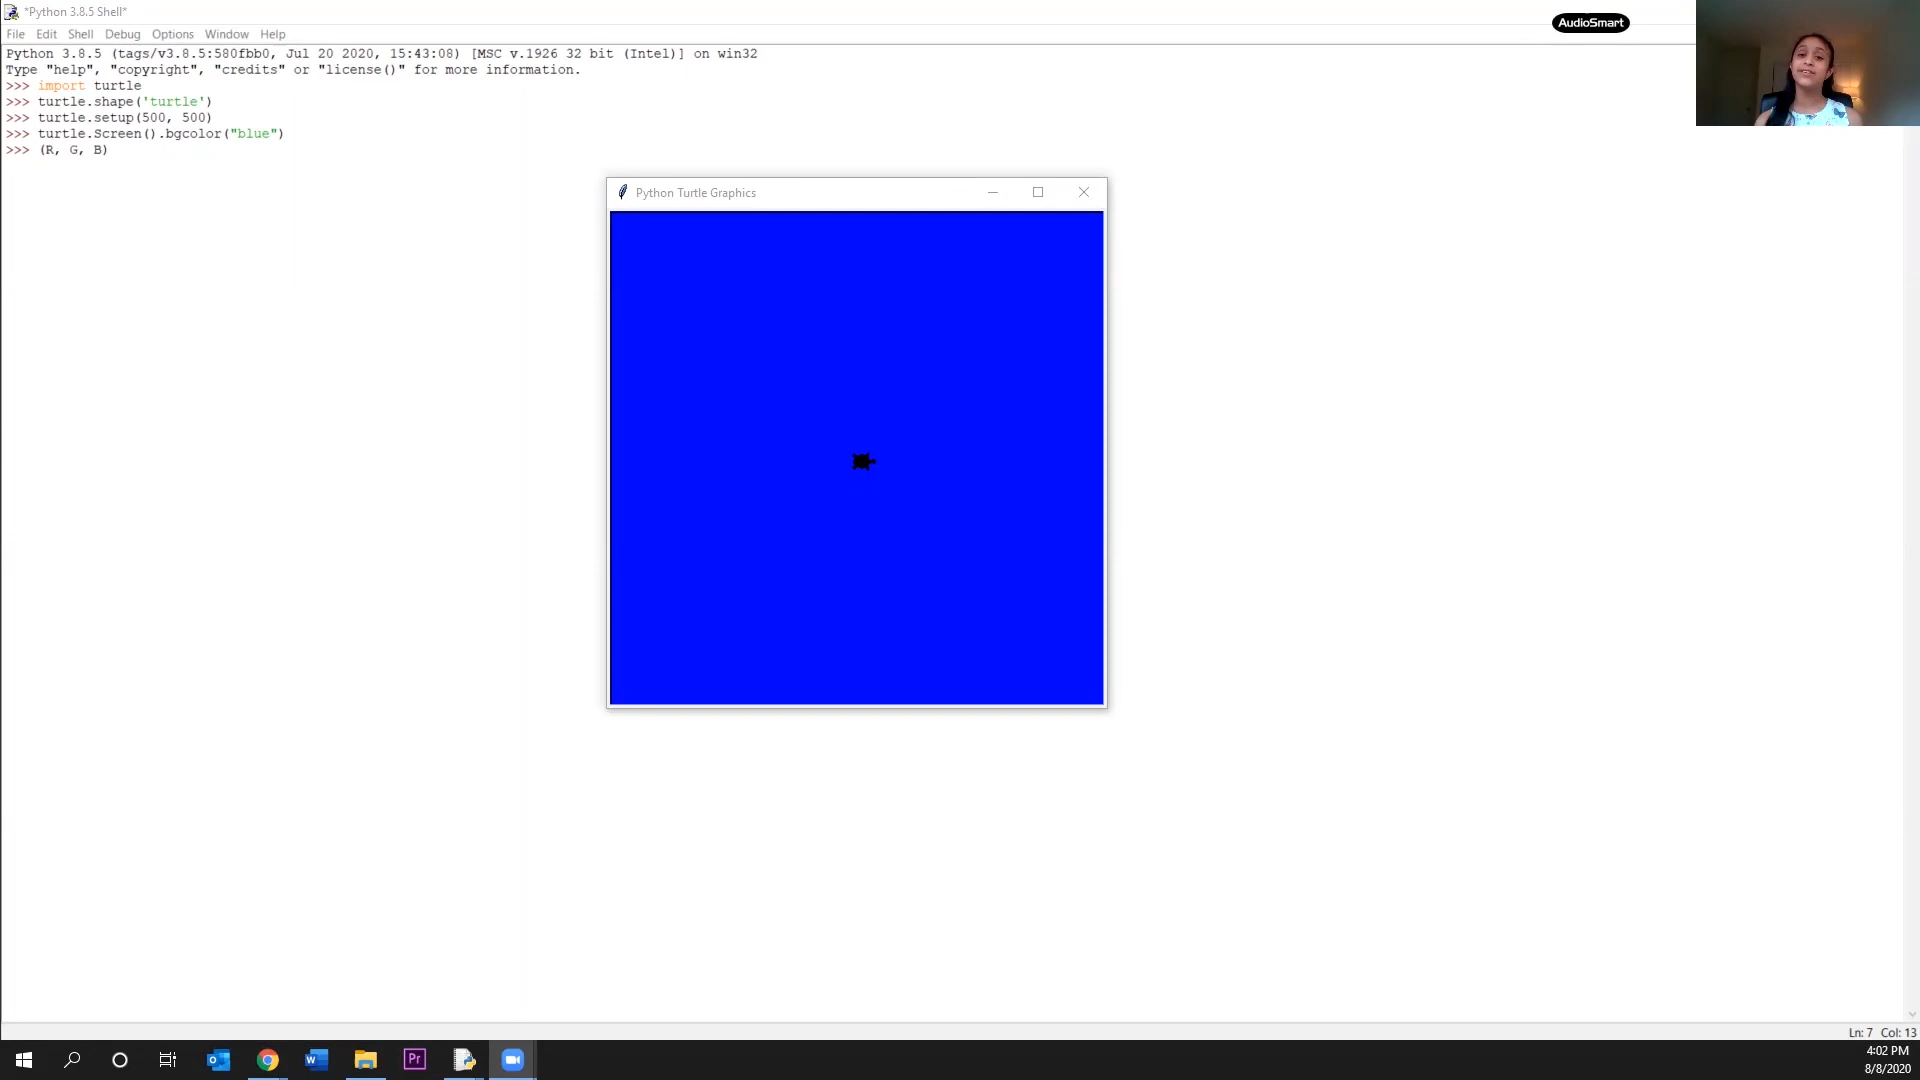 *Python 3.8.5 Shell*
AudioSmart
File Edit Shell Debug Options Window Help
Python 3.8.5 (tags/v3.8.5:580fbb0, Jul 20 2020, 15:43:08) [MSC v.1926 32 bit (Intel)] on win32
Type "help", "copyright", "credits" or "license()" for more information.
>>> import turtle
>>> turtle.shape('turtle')
>>> turtle.setup(500, 500)
>>> turtle.Screen().bgcolor("blue")
>>> (R, G, B)
Python Turtle Graphics
Ln: 7 Col: 13
Pr
4:02 PM
8/8/2020